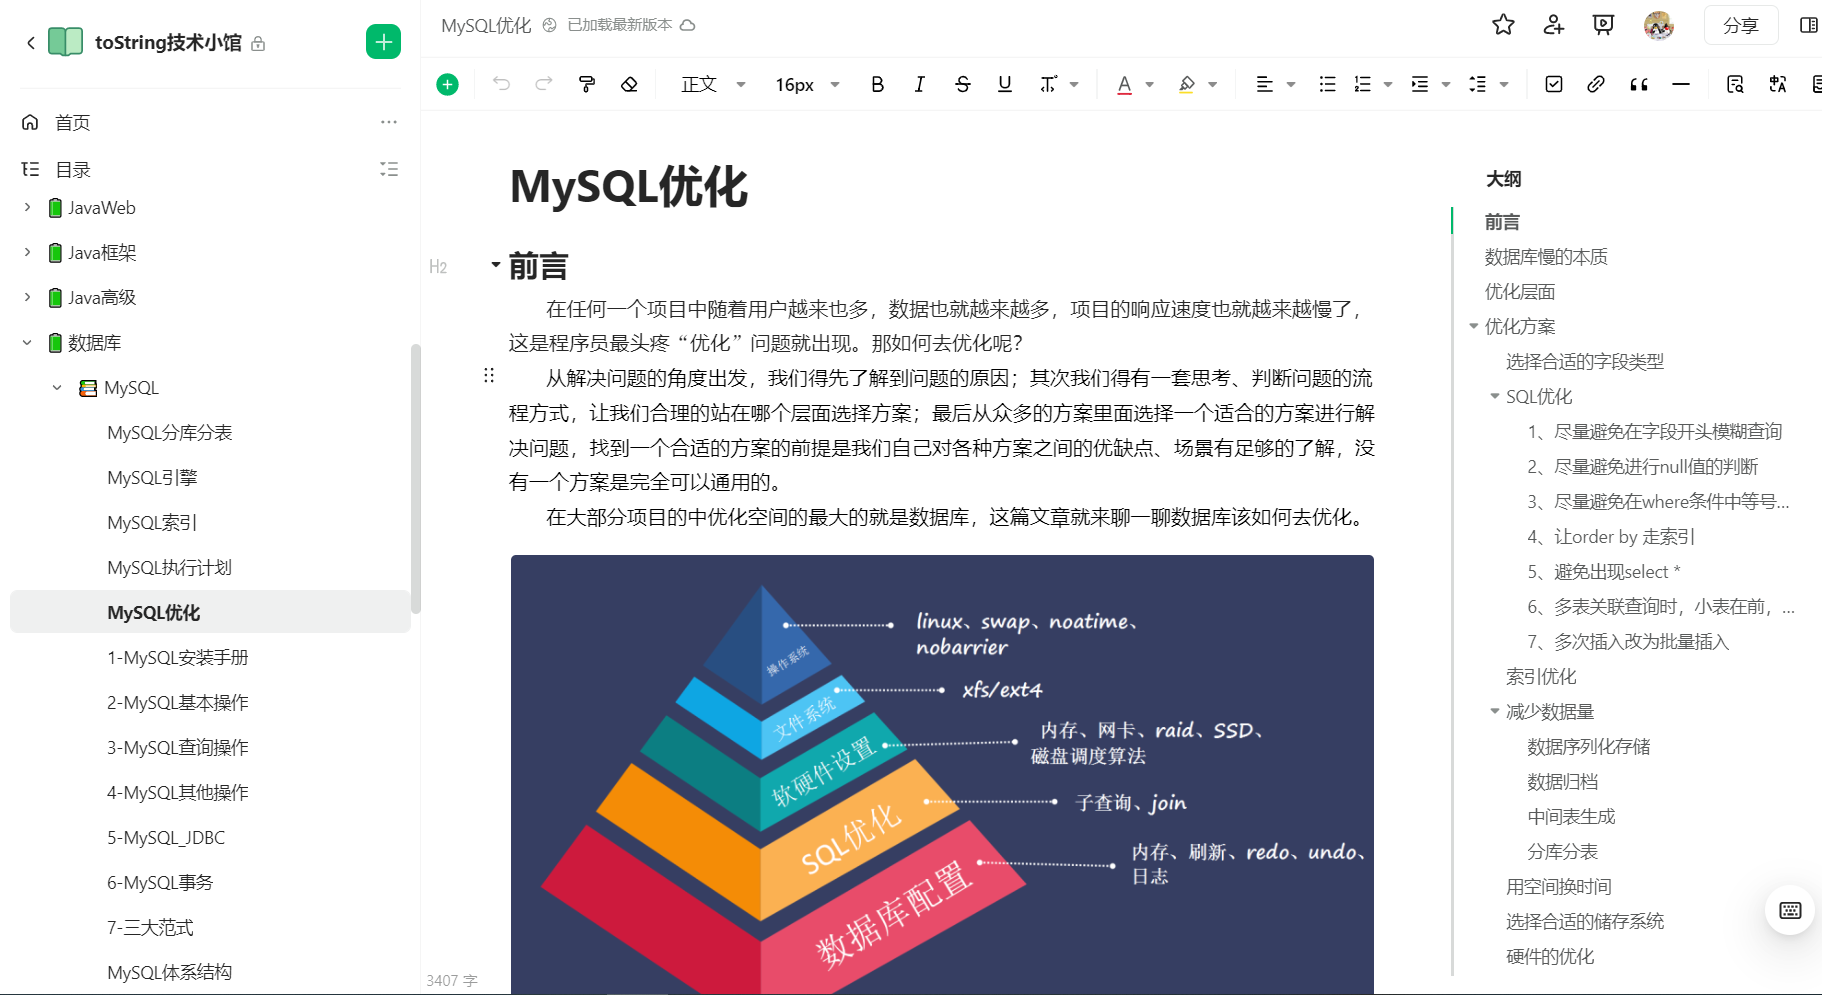 toString技术小馆
首页
目录
JavaWeb
Java框架
Java高级
数据库
MySQL
MySQL分库分表
MySQL引擎
MySQL索引
MySQL执行计划
MySQL优化
1-MySQL安装手册
2-MySQL基本操作
3-MySQL查询操作
4-MySQL其他操作
5-MySQL_JDBC
6-MySQL事务
7-三大范式
MySQL体系结构
MySQL优化 已加载最新版本
分享
正文 16px B I S U A
MySQL优化
H2 前言
在任何一个项目中随着用户越来也多，数据也就越来越多，项目的响应速度也就越来越慢了，
这是程序员最头疼“优化”问题就出现。那如何去优化呢？
从解决问题的角度出发，我们得先了解到问题的原因；其次我们得有一套思考、判断问题的流
程方式，让我们合理的站在哪个层面选择方案；最后从众多的方案里面选择一个适合的方案进行解
决问题，找到一个合适的方案的前提是我们自己对各种方案之间的优缺点、场景有足够的了解，没
有一个方案是完全可以通用的。
在大部分项目的中优化空间的最大的就是数据库，这篇文章就来聊一聊数据库该如何去优化。
操作系统
linux、swap、noatime、
nobarrier
文件系统
xfs/ext4
软硬件设置
内存、网卡、raid、SSD、
磁盘调度算法
SQL优化
子查询、join
数据库配置
内存、刷新、redo、undo、
日志
3407 字
大纲
前言
数据库慢的本质
优化层面
优化方案
选择合适的字段类型
SQL优化
1、尽量避免在字段开头模糊查询
2、尽量避免进行null值的判断
3、尽量避免在where条件中等号...
4、让order by 走索引
5、避免出现select *
6、多表关联查询时，小表在前，...
7、多次插入改为批量插入
索引优化
减少数据量
数据序列化存储
数据归档
中间表生成
分库分表
用空间换时间
选择合适的储存系统
硬件的优化